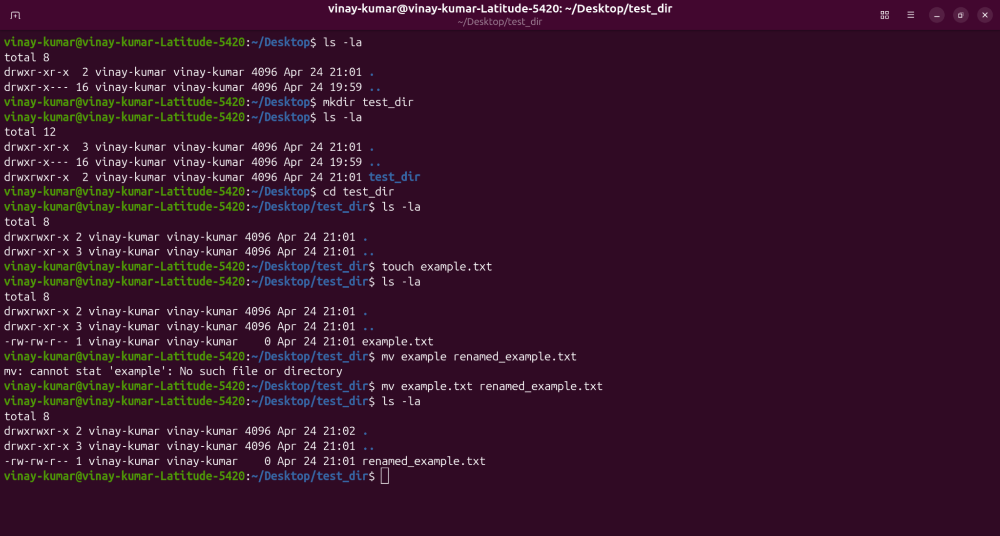 vinay-kumar@vinay-kumar-Latitude-5420: ~/Desktop/test_dir
~/Desktop/test_dir
vinay-kumar@vinay-kumar-Latitude-5420:~/Desktop$ ls -la
total 8
drwxr-xr-x  2 vinay-kumar vinay-kumar 4096 Apr 24 21:01 .
drwxr-x--- 16 vinay-kumar vinay-kumar 4096 Apr 24 19:59 ..
vinay-kumar@vinay-kumar-Latitude-5420:~/Desktop$ mkdir test_dir
vinay-kumar@vinay-kumar-Latitude-5420:~/Desktop$ ls -la
total 12
drwxr-xr-x  3 vinay-kumar vinay-kumar 4096 Apr 24 21:01 .
drwxr-x--- 16 vinay-kumar vinay-kumar 4096 Apr 24 19:59 ..
drwxrwxr-x  2 vinay-kumar vinay-kumar 4096 Apr 24 21:01 test_dir
vinay-kumar@vinay-kumar-Latitude-5420:~/Desktop$ cd test_dir
vinay-kumar@vinay-kumar-Latitude-5420:~/Desktop/test_dir$ ls -la
total 8
drwxrwxr-x 2 vinay-kumar vinay-kumar 4096 Apr 24 21:01 .
drwxr-xr-x 3 vinay-kumar vinay-kumar 4096 Apr 24 21:01 ..
vinay-kumar@vinay-kumar-Latitude-5420:~/Desktop/test_dir$ touch example.txt
vinay-kumar@vinay-kumar-Latitude-5420:~/Desktop/test_dir$ ls -la
total 8
drwxrwxr-x 2 vinay-kumar vinay-kumar 4096 Apr 24 21:01 .
drwxr-xr-x 3 vinay-kumar vinay-kumar 4096 Apr 24 21:01 ..
-rw-rw-r-- 1 vinay-kumar vinay-kumar    0 Apr 24 21:01 example.txt
vinay-kumar@vinay-kumar-Latitude-5420:~/Desktop/test_dir$ mv example renamed_example.txt
mv: cannot stat 'example': No such file or directory
vinay-kumar@vinay-kumar-Latitude-5420:~/Desktop/test_dir$ mv example.txt renamed_example.txt
vinay-kumar@vinay-kumar-Latitude-5420:~/Desktop/test_dir$ ls -la
total 8
drwxrwxr-x 2 vinay-kumar vinay-kumar 4096 Apr 24 21:02 .
drwxr-xr-x 3 vinay-kumar vinay-kumar 4096 Apr 24 21:01 ..
-rw-rw-r-- 1 vinay-kumar vinay-kumar    0 Apr 24 21:01 renamed_example.txt
vinay-kumar@vinay-kumar-Latitude-5420:~/Desktop/test_dir$